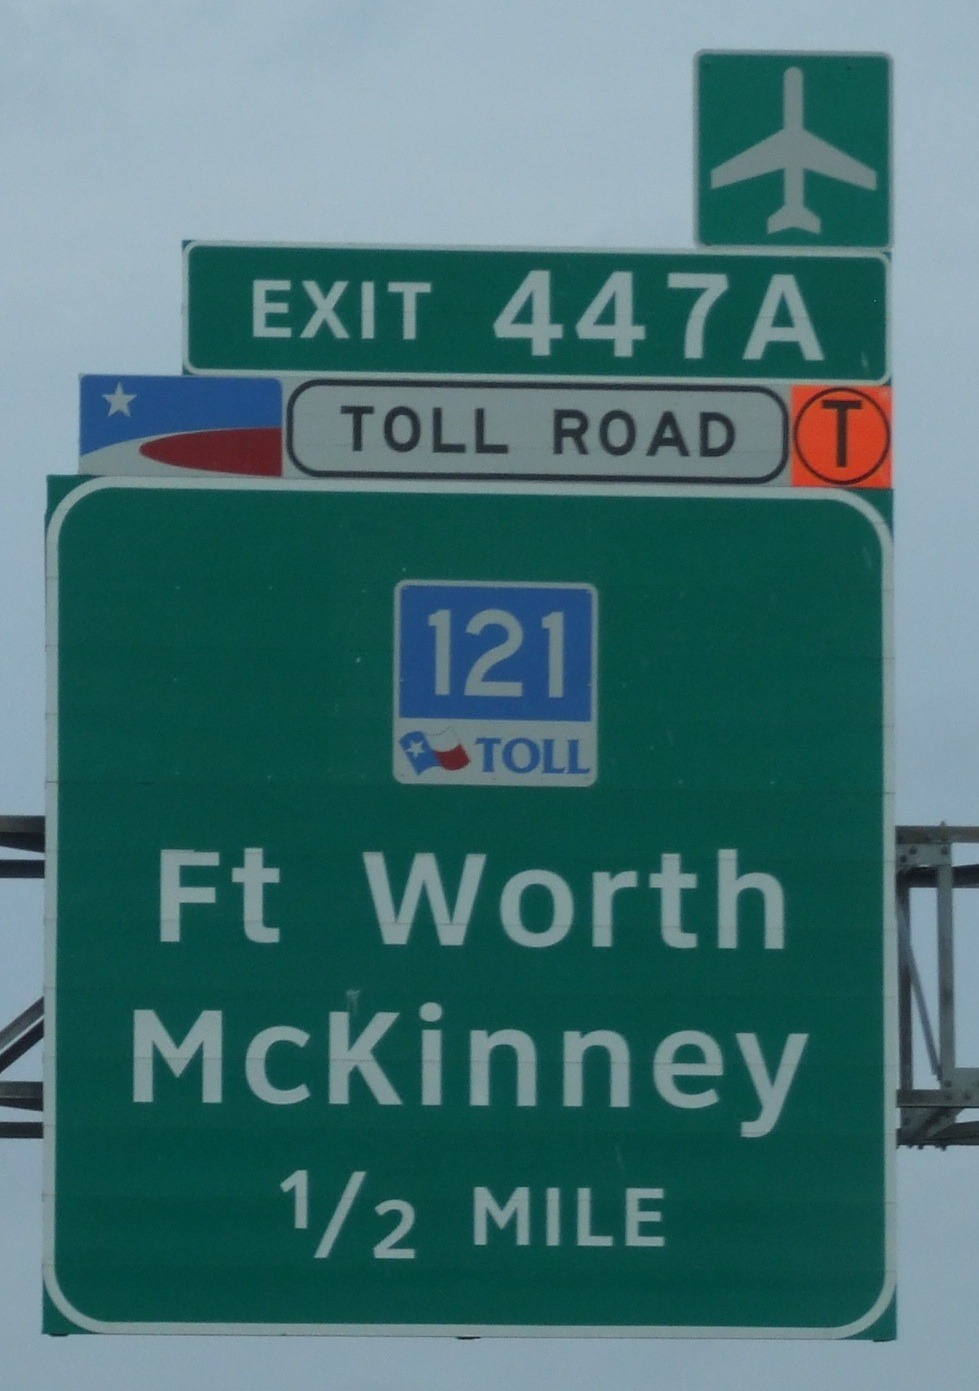 EXIT 447A
TOLL ROAD T
121
TOLL
Ft Worth
McKinney
1/2 MILE